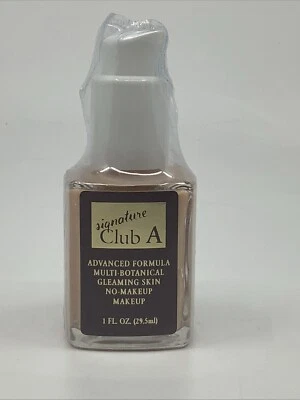 signature
Club A
ADVANCED FORMULA
MULTI-BOTANICAL
GLEAMING SKIN
NO-MAKEUP
MAKEUP
1 FL. OZ. (29.5ml)